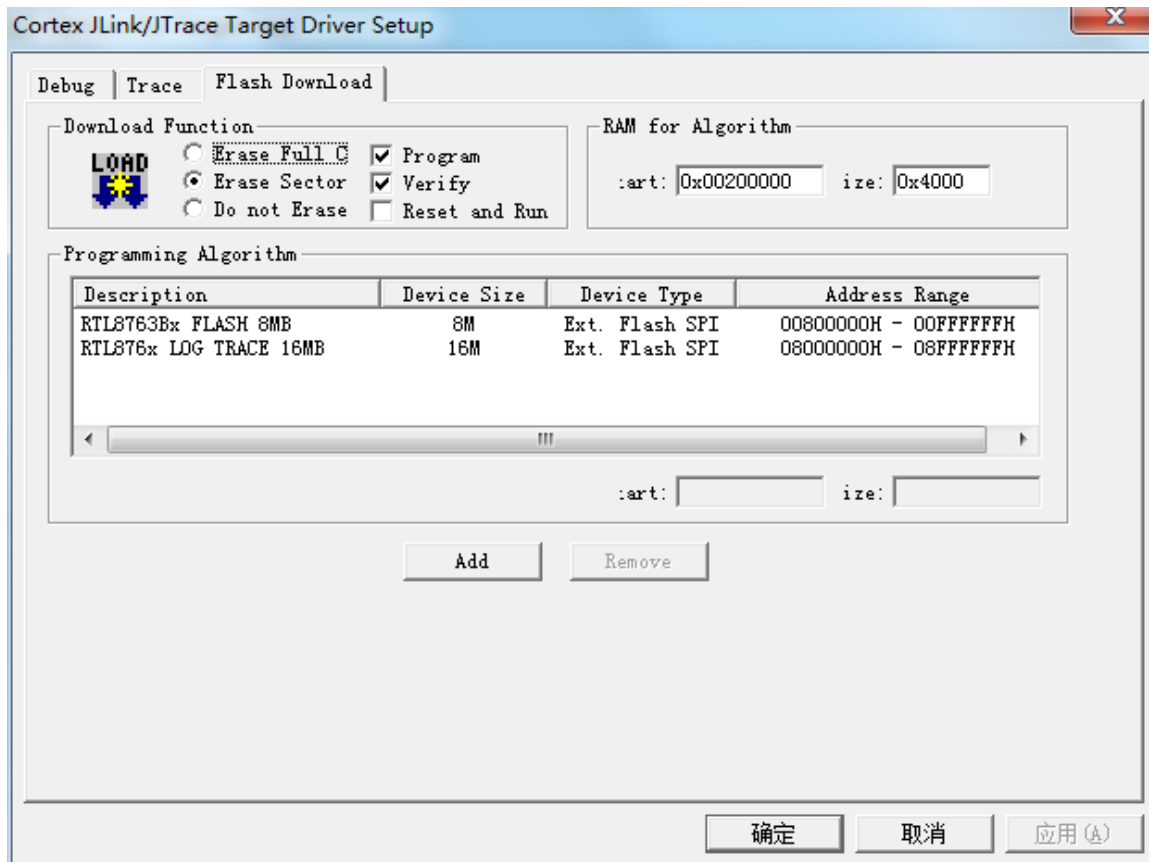 Cortex JLink/JTrace Target Driver Setup
Debug Trace Flash Download
Download Function
LOAD
Erase Full C
Erase Sector
Do not Erase
Program
Verify
Reset and Run
RAM for Algorithm
:art: 0x00200000 ize: 0x4000
Programming Algorithm
Description Device Size Device Type Address Range
RTL8763Bx FLASH 8MB 8M Ext. Flash SPI 00800000H - 00FFFFFFH
RTL876x LOG TRACE 16MB 16M Ext. Flash SPI 08000000H - 08FFFFFFH
:art: ize:
Add Remove
确定 取消 应用(A)